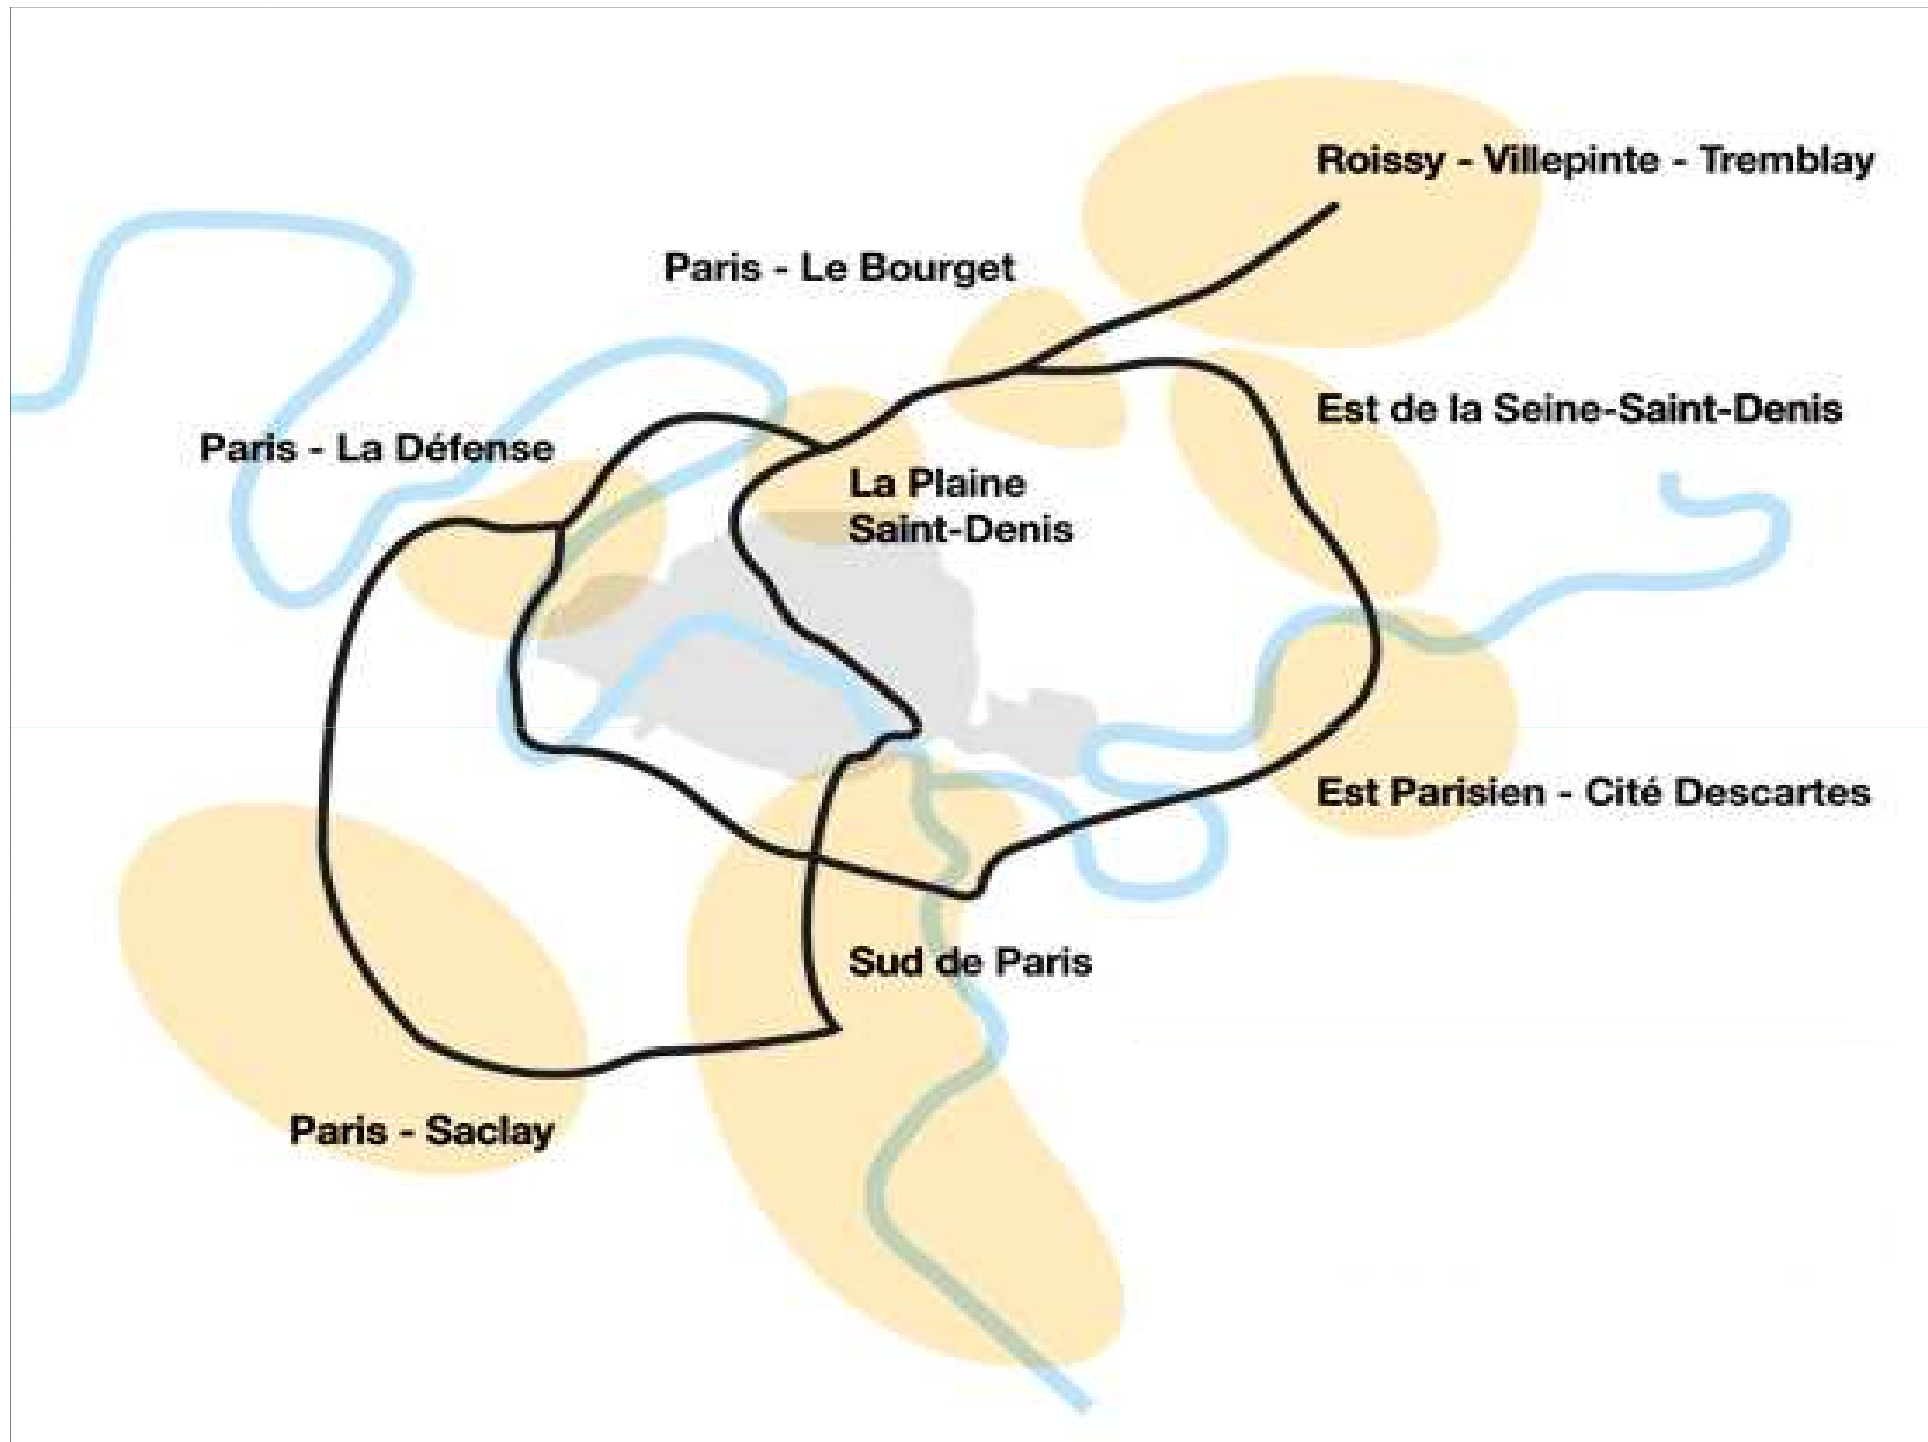 Roissy - Villepinte - Tremblay
Paris - Le Bourget
Est de la Seine-Saint-Denis
Paris - La Défense
La Plaine
Saint-Denis
Est Parisien - Cité Descartes
Sud de Paris
Paris - Saclay